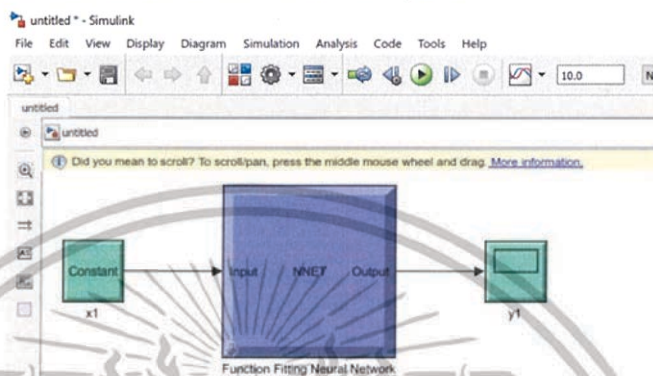 untitled * - Simulink
File Edit View Display Diagram Simulation Analysis Code Tools Help
10.0 N
untitled
untitled
Did you mean to scroll? To scroll/pan, press the middle mouse wheel and drag. More information.
Constant Input NNET Output
x1 y1
Function Fitting Neural Network